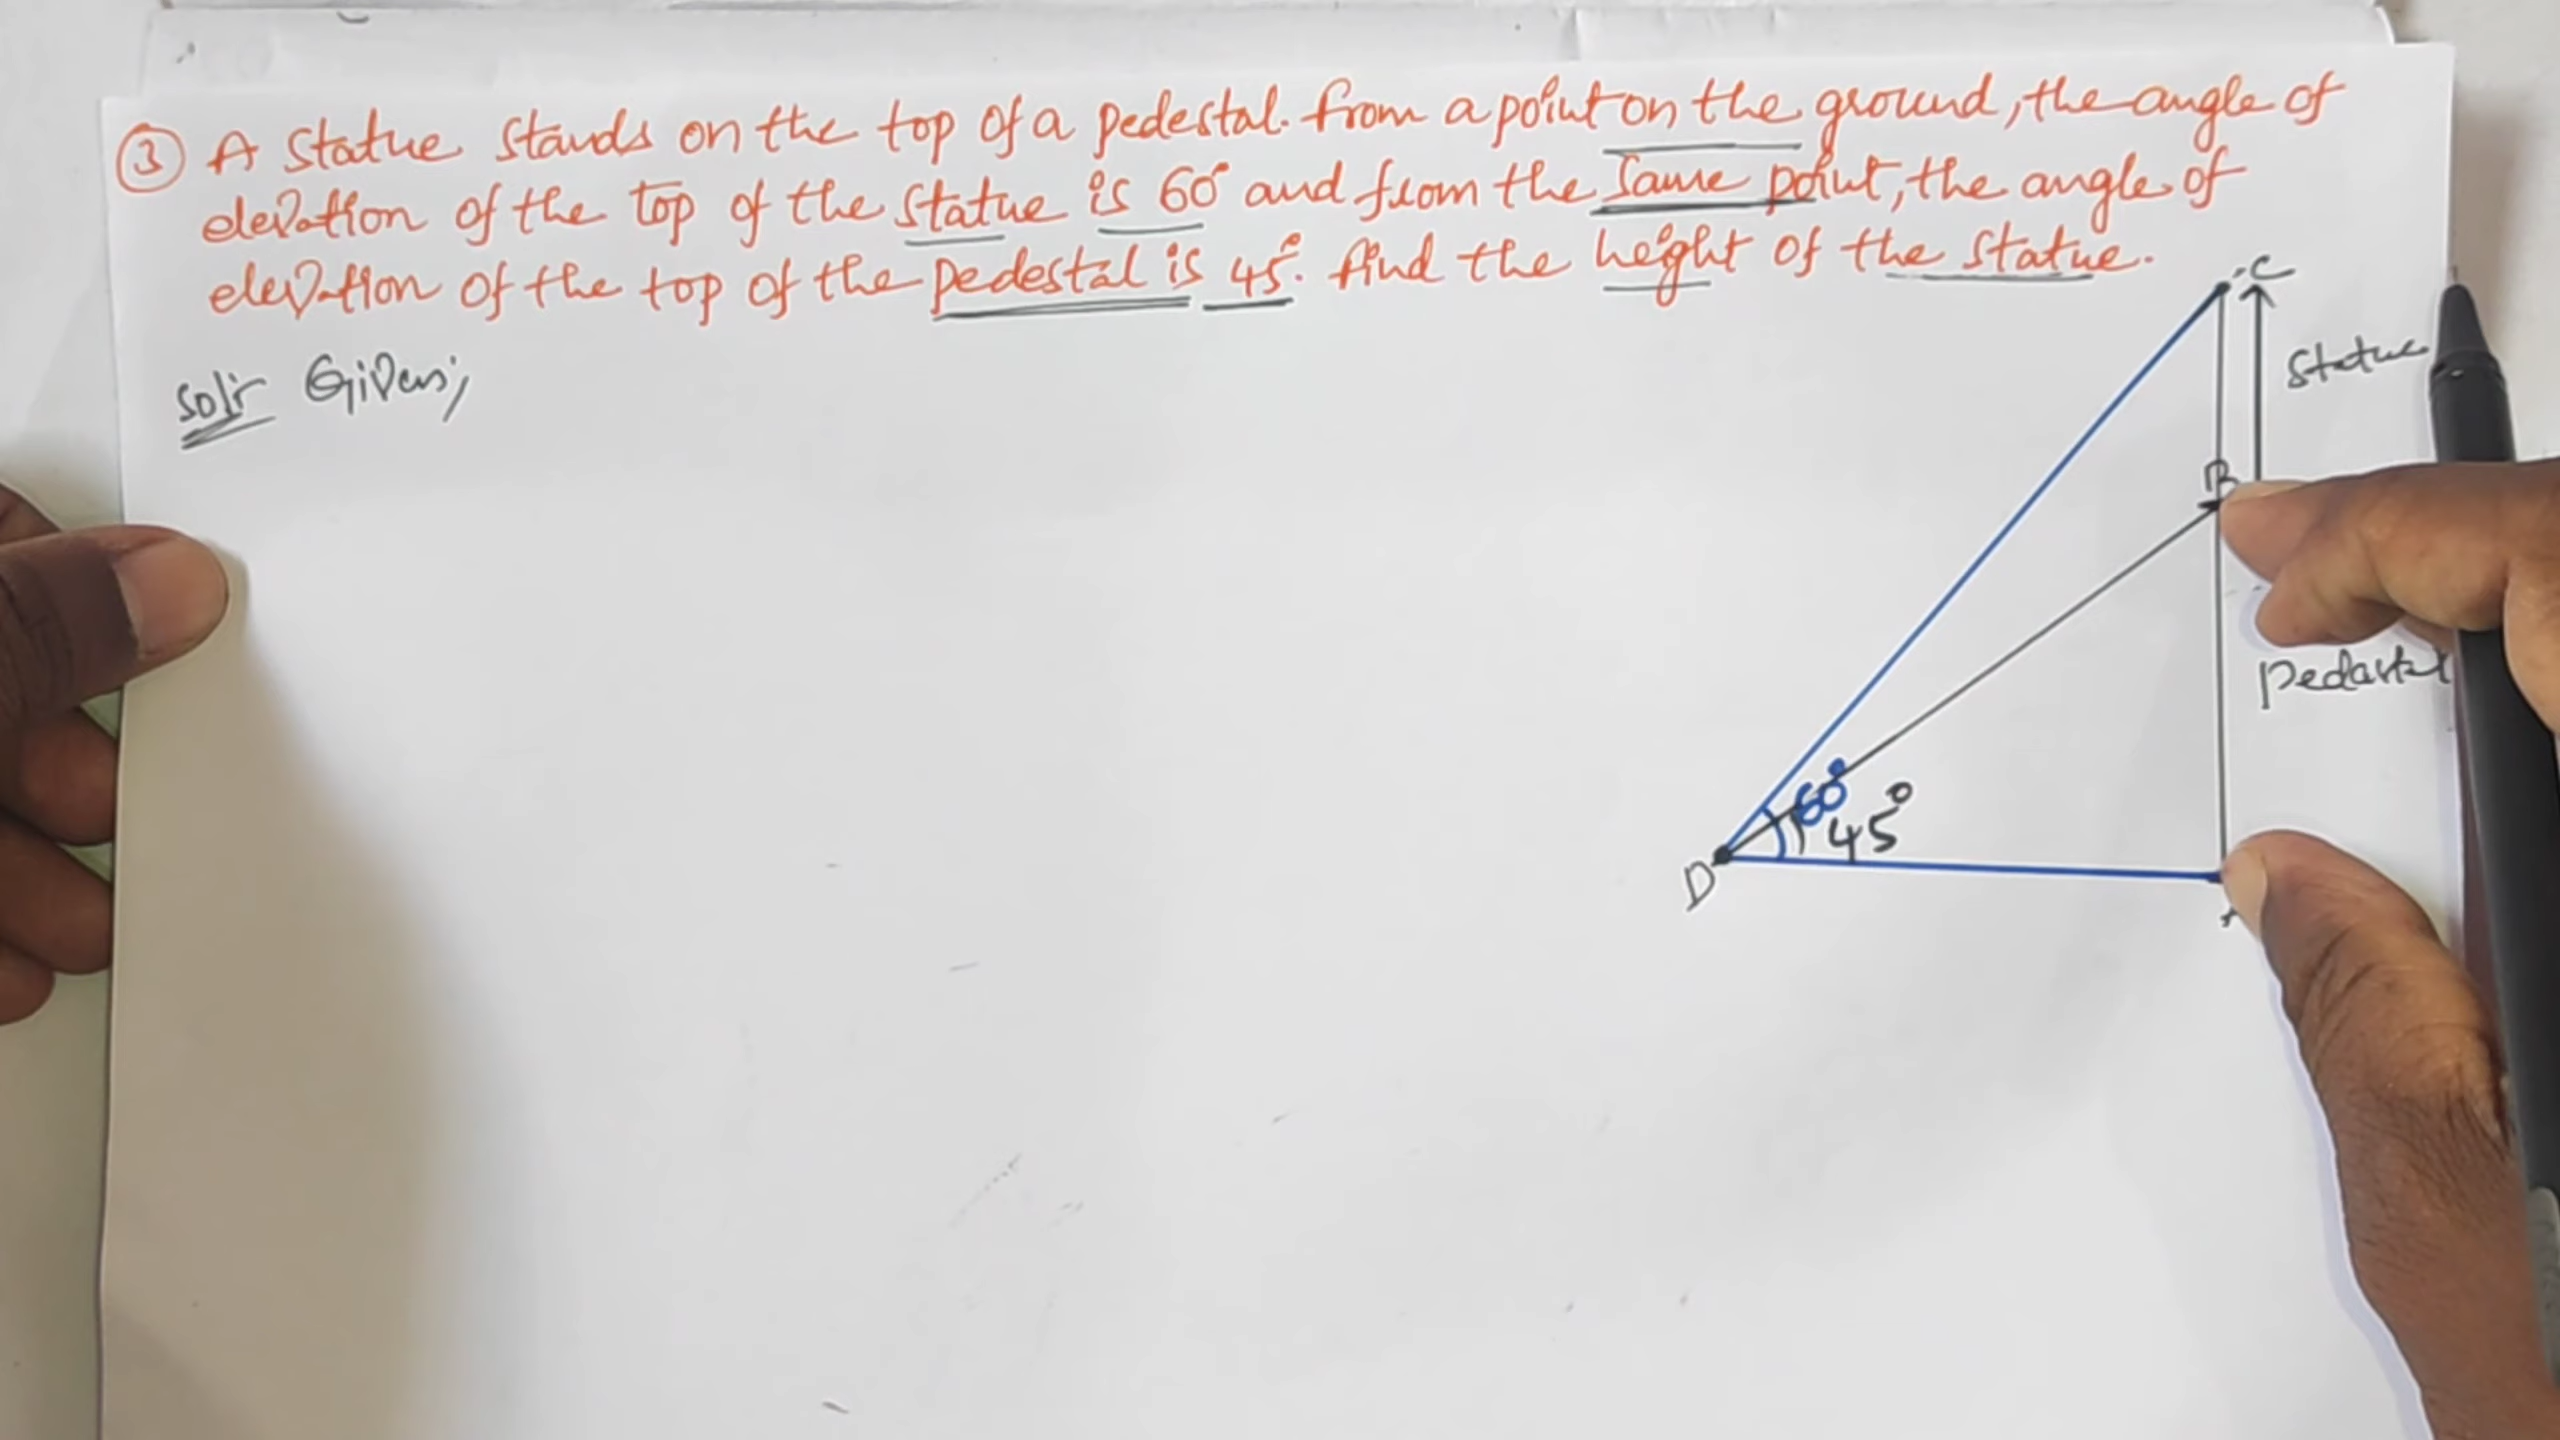 ③ A statue stands on the top of a pedestal. From a point on the ground, the angle of
elevation of the top of the statue is 60° and from the same point, the angle of
elevation of the top of the pedestal is 45°. Find the height of the statue.
C
Soln Given;
Statue
B
Pedastal
60°
45°
D